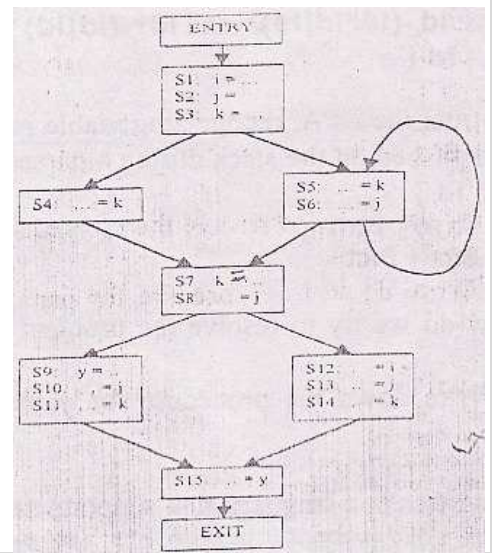 ENTRY
S1: i = ...
S2: j =
S3: k =
S4: ... = k
S5: ... = k
S6: ... = j
S7 k =
S8 = j
S9: y = ..
S10: . = j
S11: ... = k
S12: .. = i
S13: ... = j
S14: ... = k
S15 .. = y
EXIT